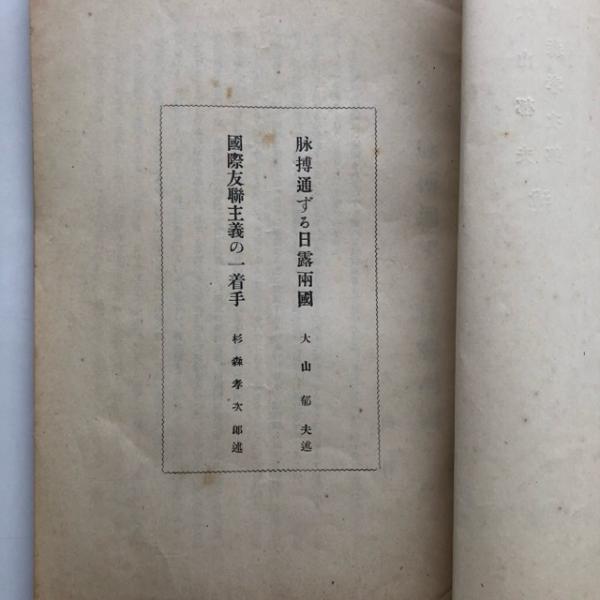 脉搏通ずる日露兩國 大山郁夫述
國際友聯主義の一着手 杉森孝次郎述